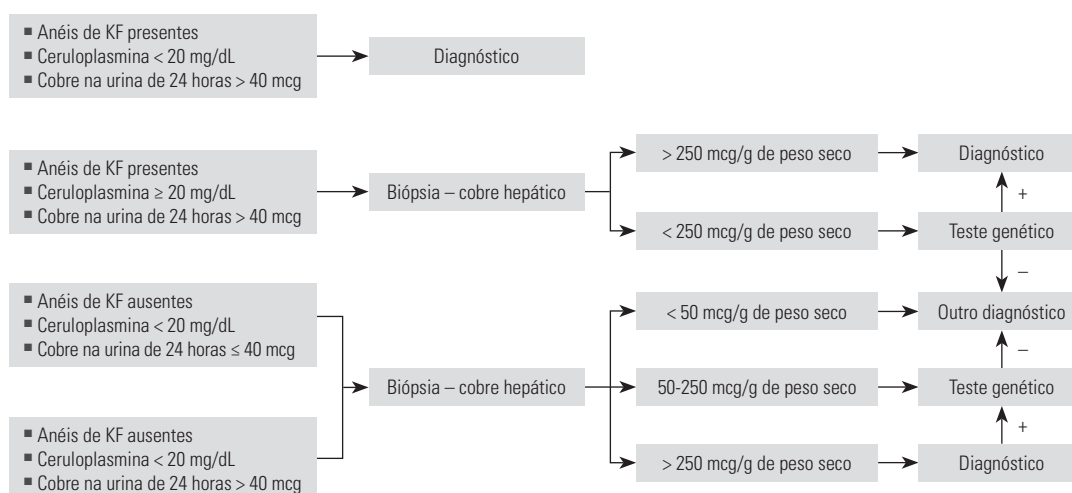 ■ Anéis de KF presentes
■ Ceruloplasmina < 20 mg/dL
■ Cobre na urina de 24 horas > 40 mcg
Diagnóstico
■ Anéis de KF presentes
■ Ceruloplasmina ≥ 20 mg/dL
■ Cobre na urina de 24 horas > 40 mcg
Biópsia – cobre hepático
> 250 mcg/g de peso seco
Diagnóstico
+
< 250 mcg/g de peso seco
Teste genético
–
■ Anéis de KF ausentes
■ Ceruloplasmina < 20 mg/dL
■ Cobre na urina de 24 horas ≤ 40 mcg
< 50 mcg/g de peso seco
Outro diagnóstico
–
Biópsia – cobre hepático
50-250 mcg/g de peso seco
Teste genético
+
■ Anéis de KF ausentes
■ Ceruloplasmina < 20 mg/dL
■ Cobre na urina de 24 horas > 40 mcg
> 250 mcg/g de peso seco
Diagnóstico